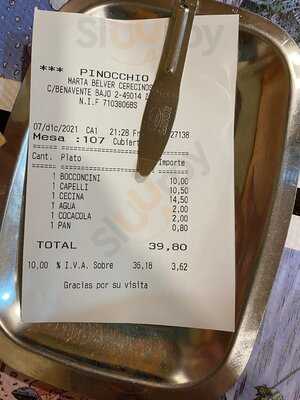 *** PINOCCHIO
MARTA BELVER CERECINOS
C/BENAVENTE BAJO 2-49014
N.I.F 71038068S
07/dic/2021 CA1 21:28 27138
Mesa :107 Cubiert
Cant. Plato Importe
1 BOCCONCINI 10,00
1 CAPELLI 10,50
1 CECINA 14,50
1 AGUA 2,00
1 COCACOLA 2,00
1 PAN 0,80
TOTAL 39,80
10,00 % I.V.A. Sobre 36,18 3,62
Gracias por su visita